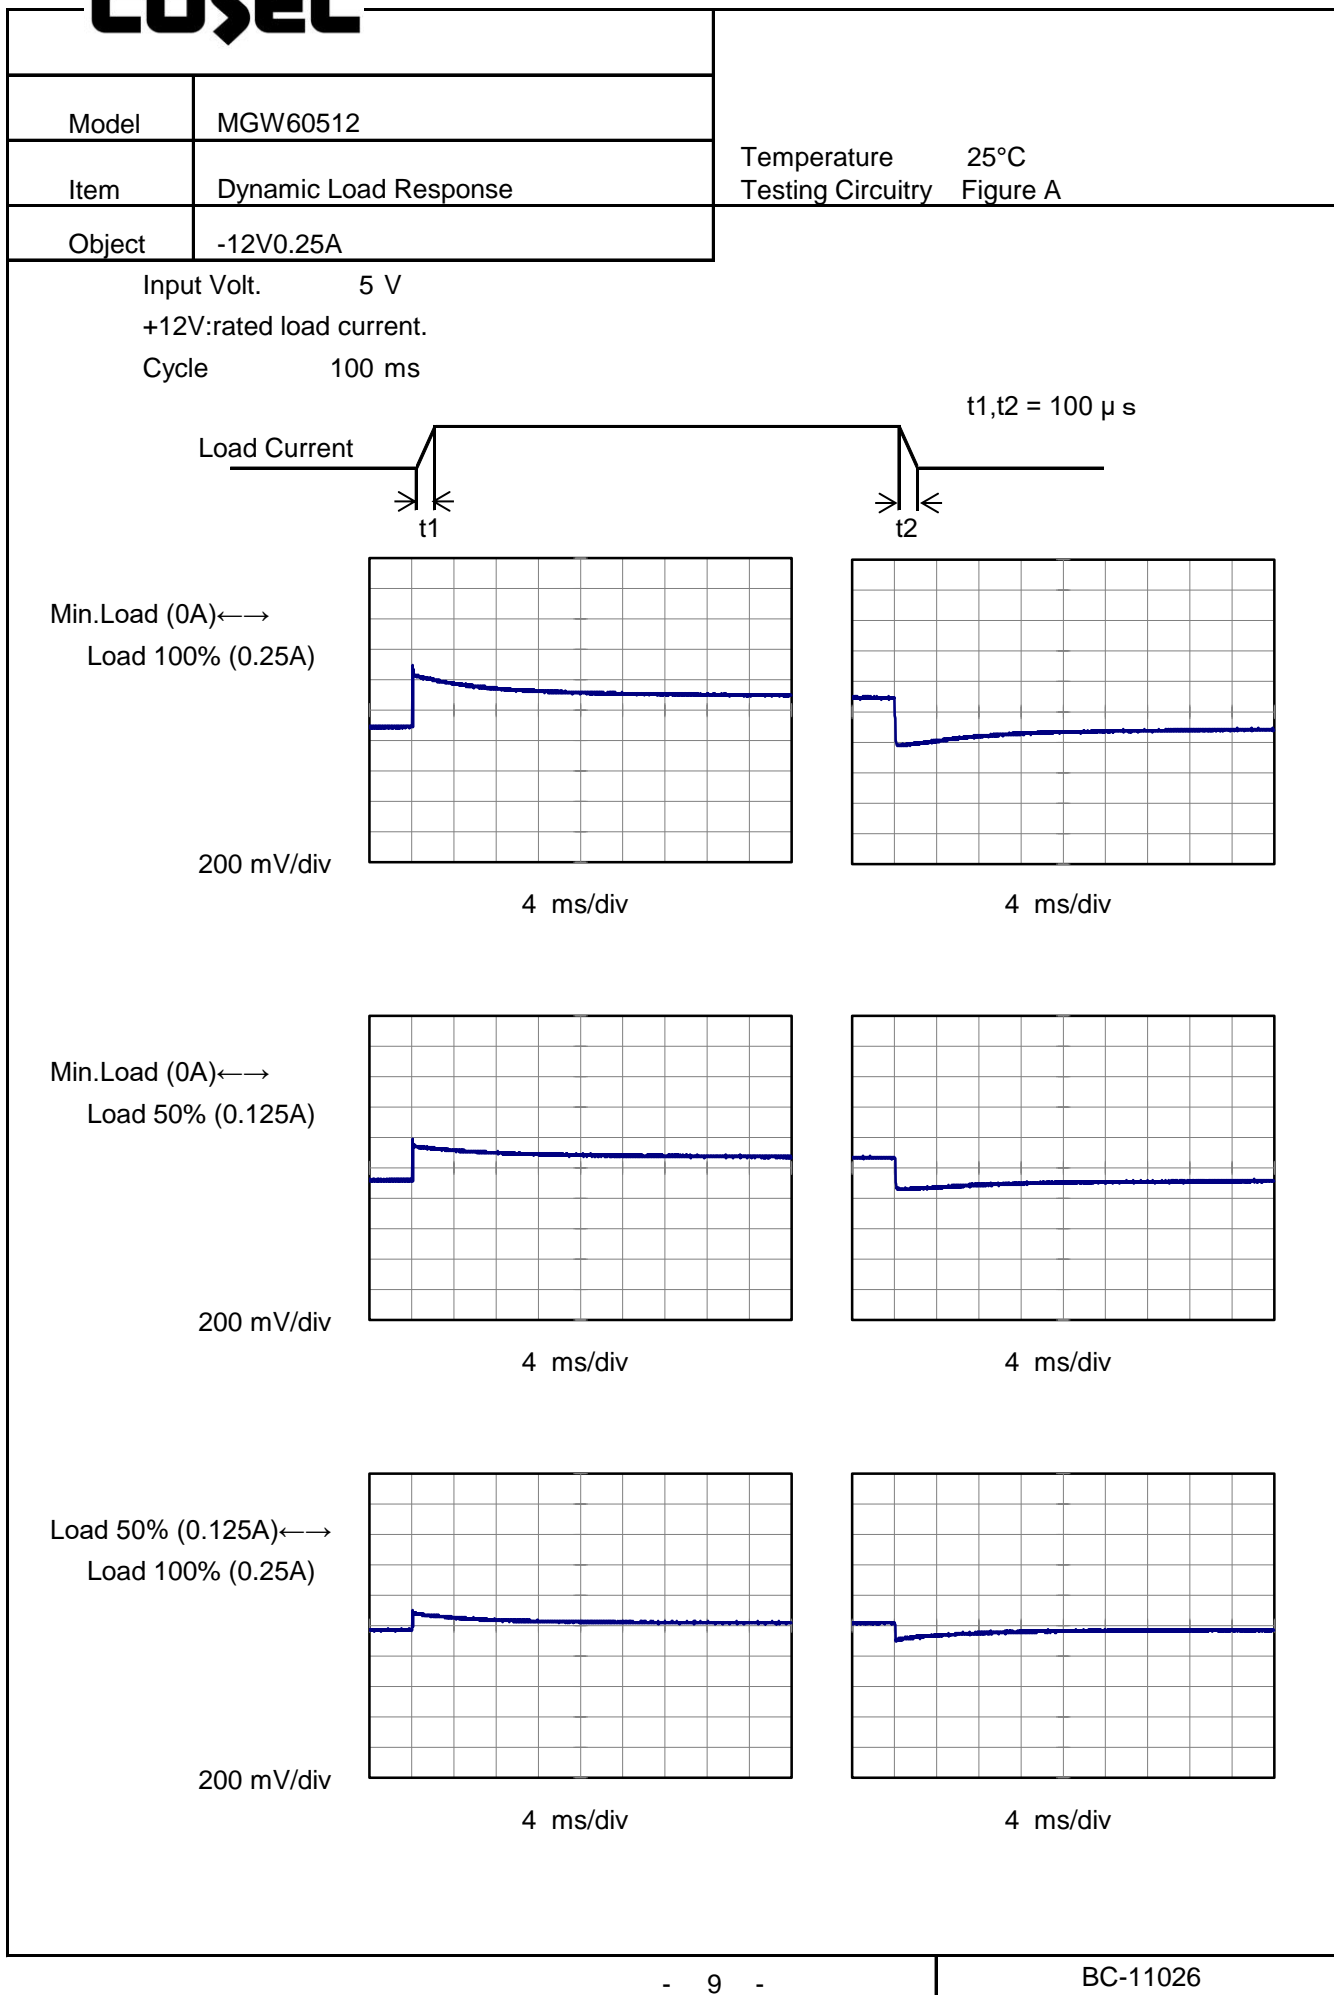 COSEL
Model MGW60512
Temperature 25°C
Item Dynamic Load Response
Testing Circuitry Figure A
Object -12V0.25A
Input Volt. 5 V
+12V:rated load current.
Cycle 100 ms
t1,t2 = 100 μs
Load Current
t1 t2
Min.Load (0A)←→
Load 100% (0.25A)
200 mV/div
4 ms/div 4 ms/div
Min.Load (0A)←→
Load 50% (0.125A)
200 mV/div
4 ms/div 4 ms/div
Load 50% (0.125A)←→
Load 100% (0.25A)
200 mV/div
4 ms/div 4 ms/div
- 9 -
BC-11026